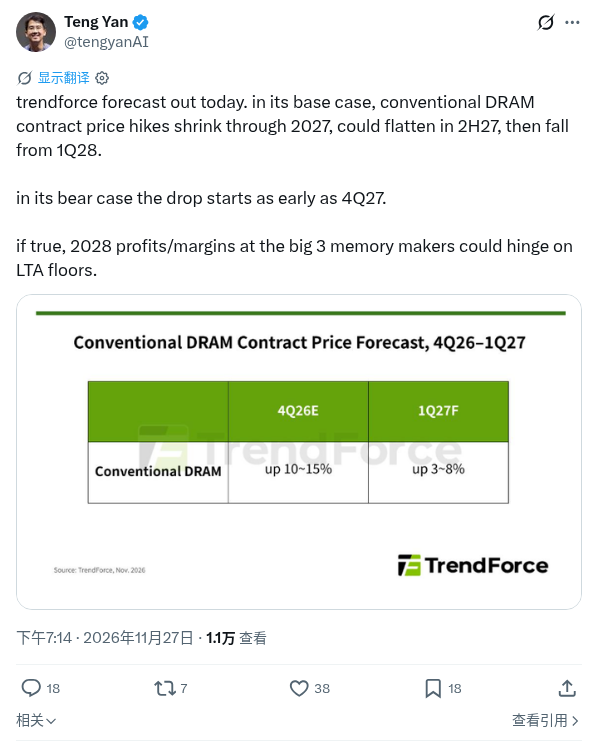 Teng Yan
@tengyanAI
显示翻译
trendforce forecast out today. in its base case, conventional DRAM
contract price hikes shrink through 2027, could flatten in 2H27, then fall
from 1Q28.
in its bear case the drop starts as early as 4Q27.
if true, 2028 profits/margins at the big 3 memory makers could hinge on
LTA floors.
Conventional DRAM Contract Price Forecast, 4Q26–1Q27
4Q26E 1Q27F
TrendForce
Conventional DRAM up 10~15% up 3~8%
Source: TrendForce, Nov. 2026
TrendForce
下午7:14 · 2026年11月27日 · 1.1万 查看
18 7 38 18
相关 查看引用